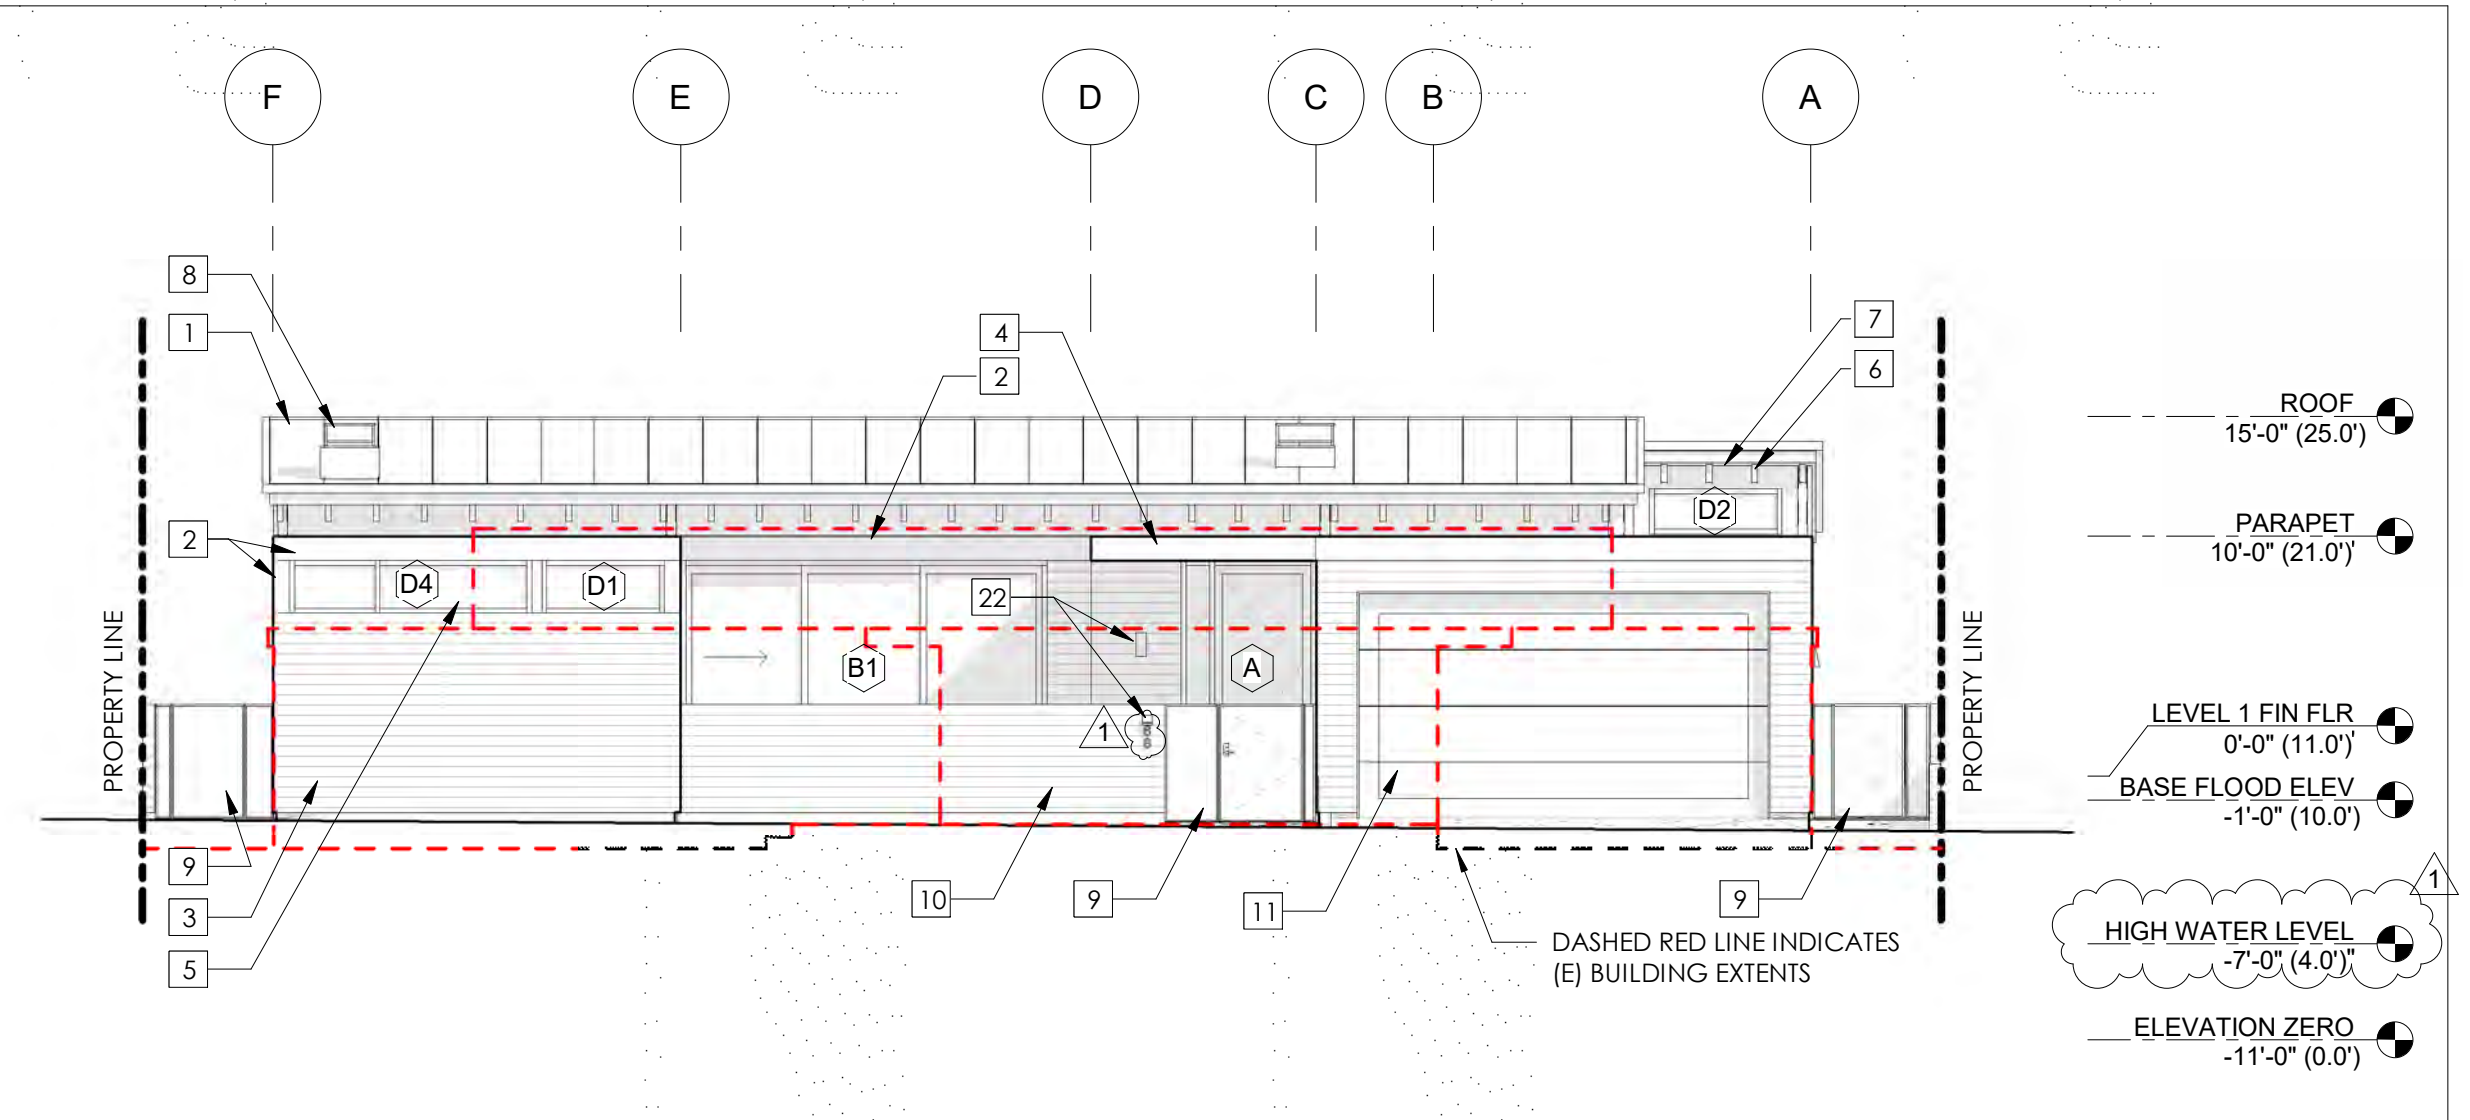 F
E
D
C
B
A
8
1
4
2
7
6
ROOF
15'-0" (25.0')
D2
PARAPET
10'-0" (21.0')'
2
D4
D1
22
B1
A
PROPERTY LINE
PROPERTY LINE
1
LEVEL 1 FIN FLR
0'-0" (11.0')'
BASE FLOOD ELEV
-1'-0" (10.0')
9
3
5
10
9
11
9
DASHED RED LINE INDICATES
(E) BUILDING EXTENTS
1
HIGH WATER LEVEL
-7'-0" (4.0')"
ELEVATION ZERO
-11'-0" (0.0')